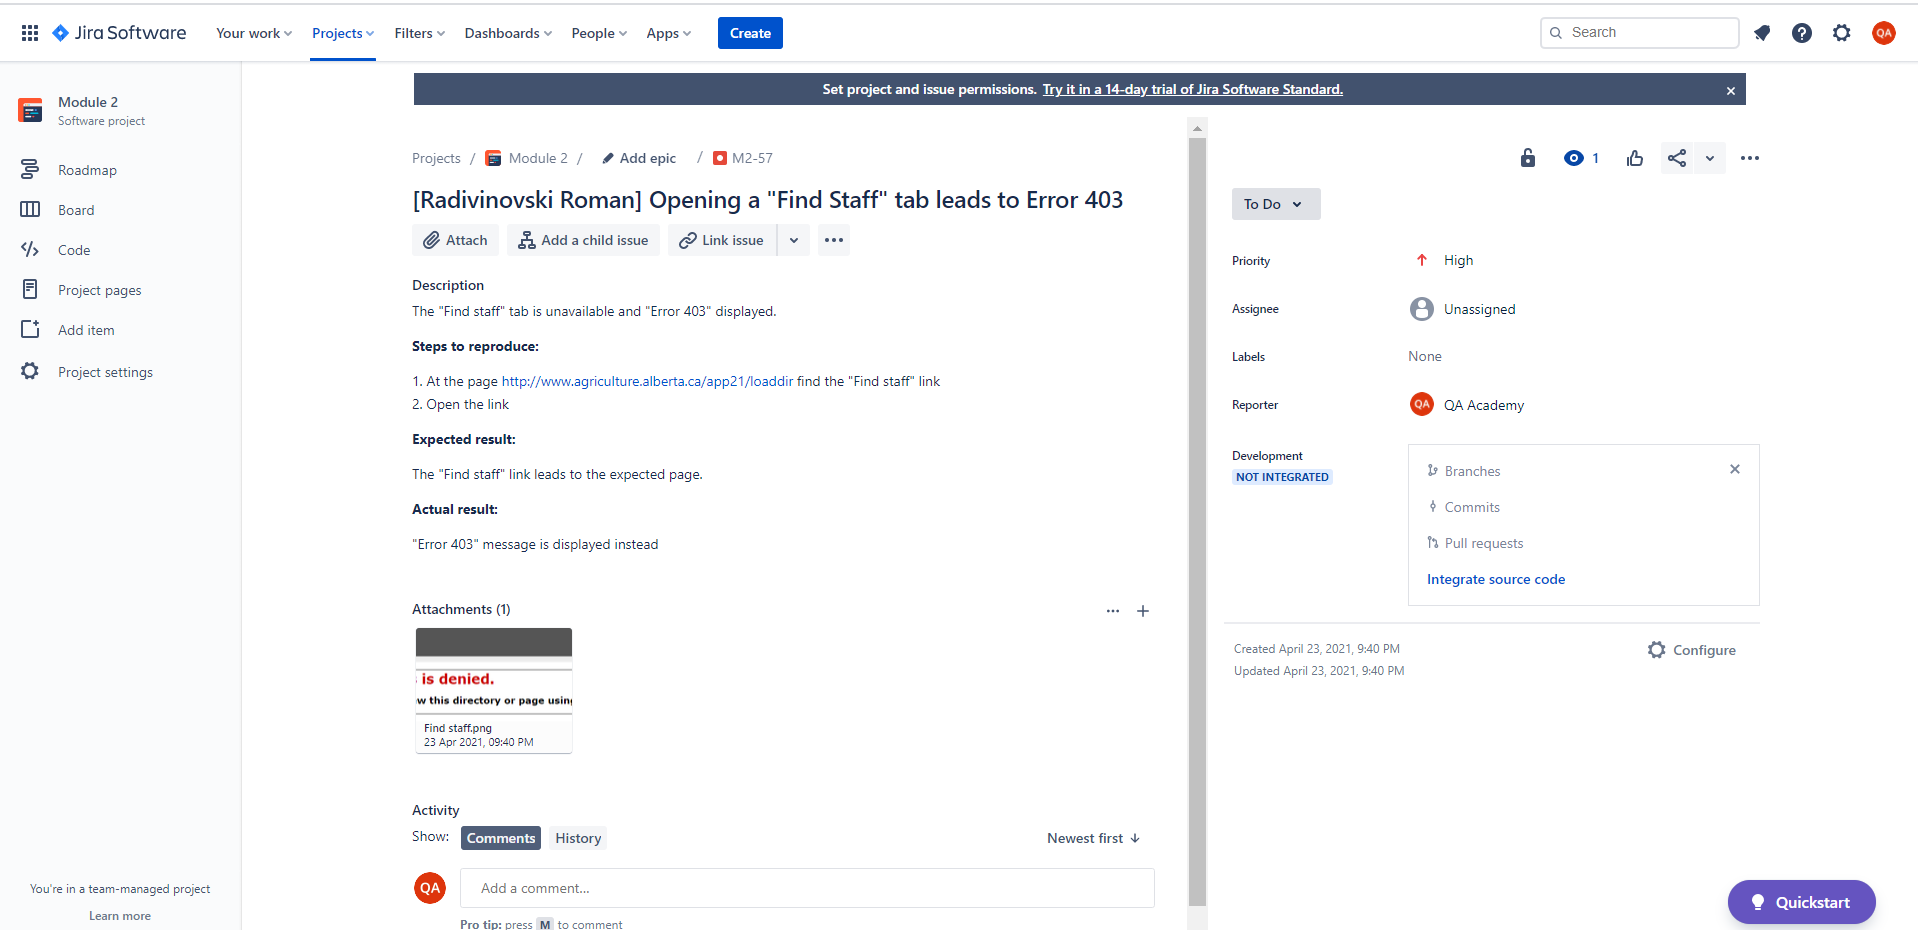 Jira Software
Your work
Projects
Filters
Dashboards
People
Apps
Create
Search
QA
Module 2
Software project
Roadmap
Board
Code
Project pages
Add item
Project settings
You're in a team-managed project
Learn more
Set project and issue permissions. Try it in a 14-day trial of Jira Software Standard.
Projects / Module 2 / Add epic / M2-57
[Radivinovski Roman] Opening a "Find Staff" tab leads to Error 403
Attach
Add a child issue
Link issue
Description
The "Find staff" tab is unavailable and "Error 403" displayed.
Steps to reproduce:
1. At the page http://www.agriculture.alberta.ca/app21/loaddir find the "Find staff" link
2. Open the link
Expected result:
The "Find staff" link leads to the expected page.
Actual result:
"Error 403" message is displayed instead
Attachments (1)
is denied.
w this directory or page using
Find staff.png
23 Apr 2021, 09:40 PM
Activity
Show:
Comments
History
Newest first
QA
Add a comment...
Pro tip: press M to comment
1
To Do
Priority
High
Assignee
Unassigned
Labels
None
Reporter
QA
QA Academy
Development
NOT INTEGRATED
Branches
Commits
Pull requests
Integrate source code
Created April 23, 2021, 9:40 PM
Updated April 23, 2021, 9:40 PM
Configure
Quickstart